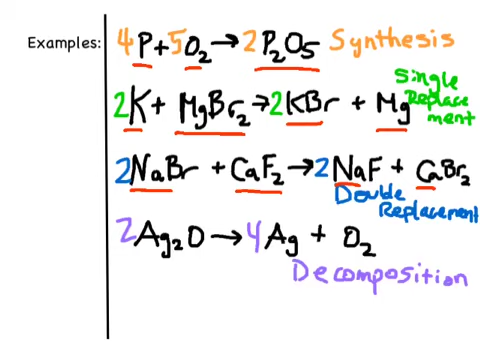 Examples: 4P + 5O₂ → 2P₂O₅ Synthesis
2K + MgBr₂ → 2KBr + Mg Single Replacement
2NaBr + CaF₂ → 2NaF + CaBr₂
Double Replacement
2Ag₂O → 4Ag + O₂
Decomposition